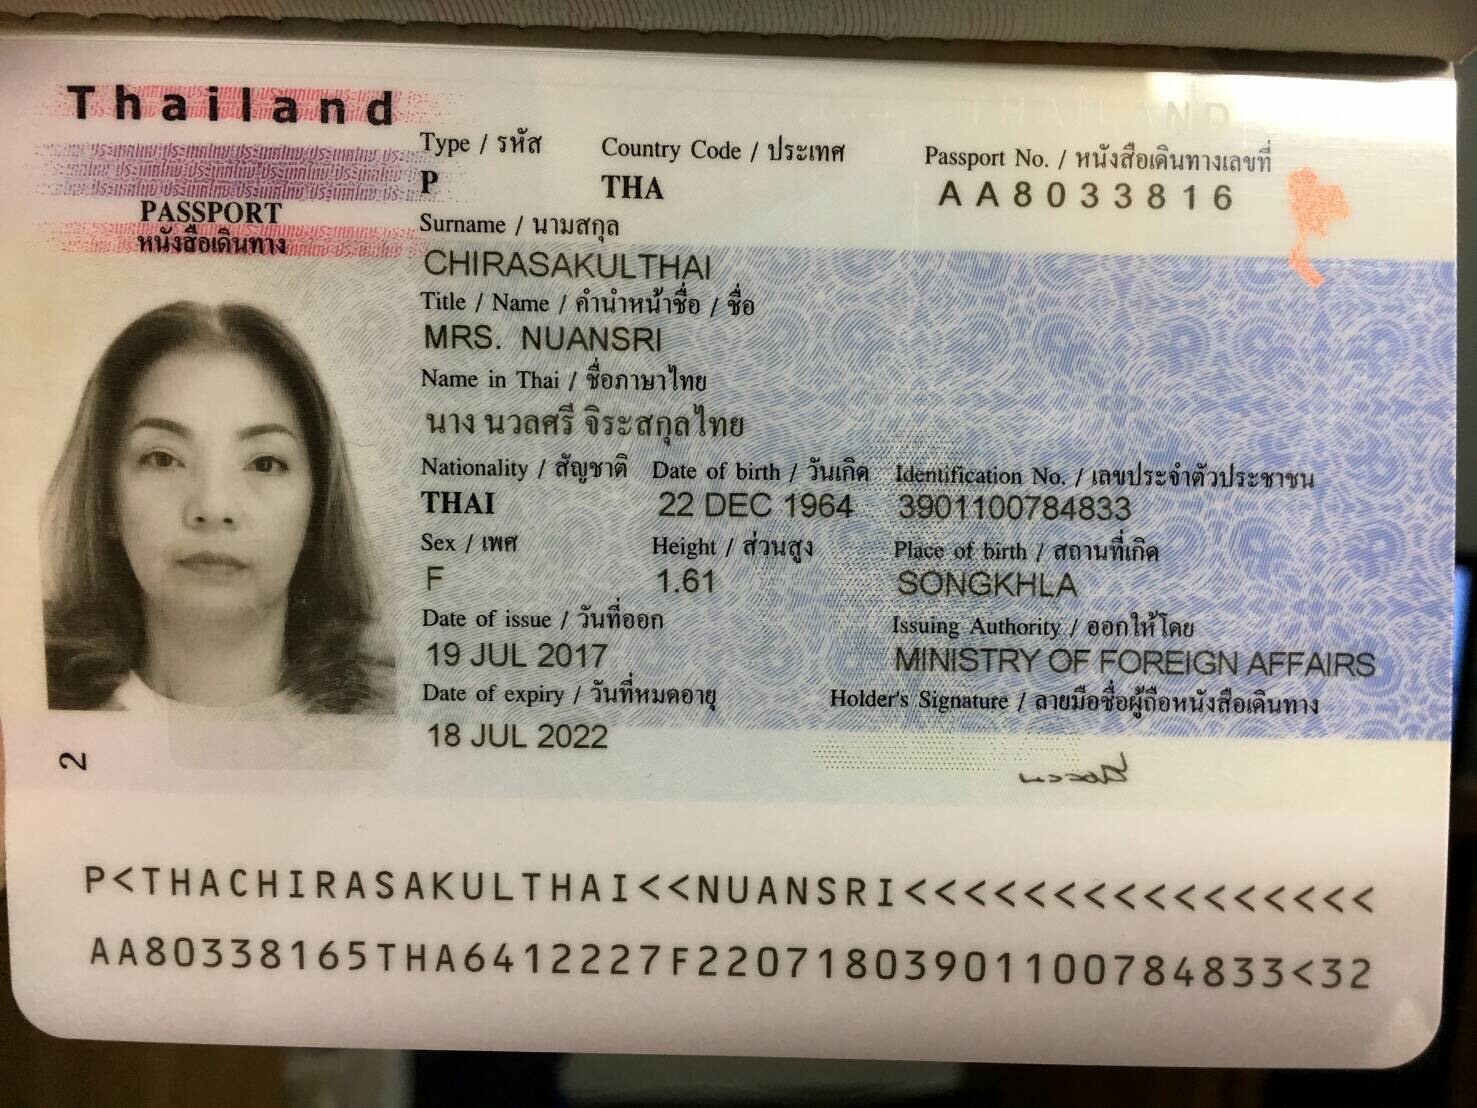 Thailand
PASSPORT
หนังสือเดินทาง
Type / รหัส
P
Country Code / ประเทศ
THA
Passport No. / หนังสือเดินทางเลขที่
AA8033816
Surname / นามสกุล
CHIRASAKULTHAI
Title / Name / คำนำหน้าชื่อ / ชื่อ
MRS. NUANSRI
Name in Thai / ชื่อภาษาไทย
นาง นวลศรี จิระสกุลไทย
Nationality / สัญชาติ
THAI
Date of birth / วันเกิด
22 DEC 1964
Identification No. / เลขประจำตัวประชาชน
3901100784833
Sex / เพศ
F
Height / ส่วนสูง
1.61
Place of birth / สถานที่เกิด
SONGKHLA
Date of issue / วันที่ออก
19 JUL 2017
Issuing Authority / ออกให้โดย
MINISTRY OF FOREIGN AFFAIRS
Date of expiry / วันที่หมดอายุ
18 JUL 2022
Holder's Signature / ลายมือชื่อผู้ถือหนังสือเดินทาง
2
P<THACHIRASAKULTHAI<<NUANSRI<<<<<<<<<<<<<<<<
AA80338165THA6412227F22071803901100784833<32